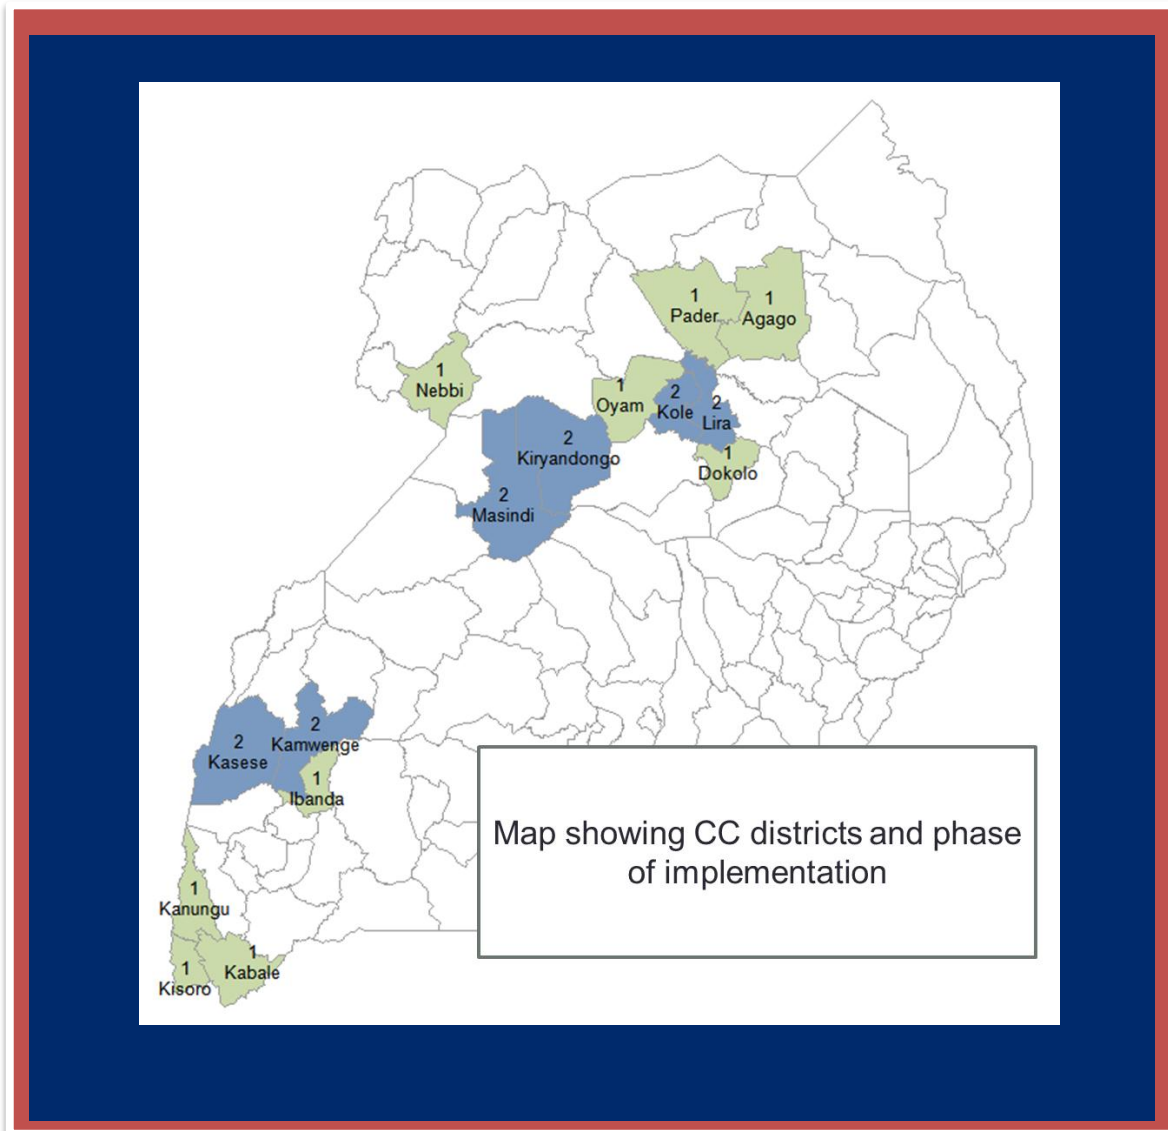 1
Pader
1
Agago
1
Nebbi
1
Oyam
2
Kole
2
Lira
2
Kiryandongo
1
Dokolo
2
Masindi
2
Kamwenge
2
Kasese
1
Ibanda
Map showing CC districts and phase
of implementation
1
Kanungu
1
Kabale
1
Kisoro